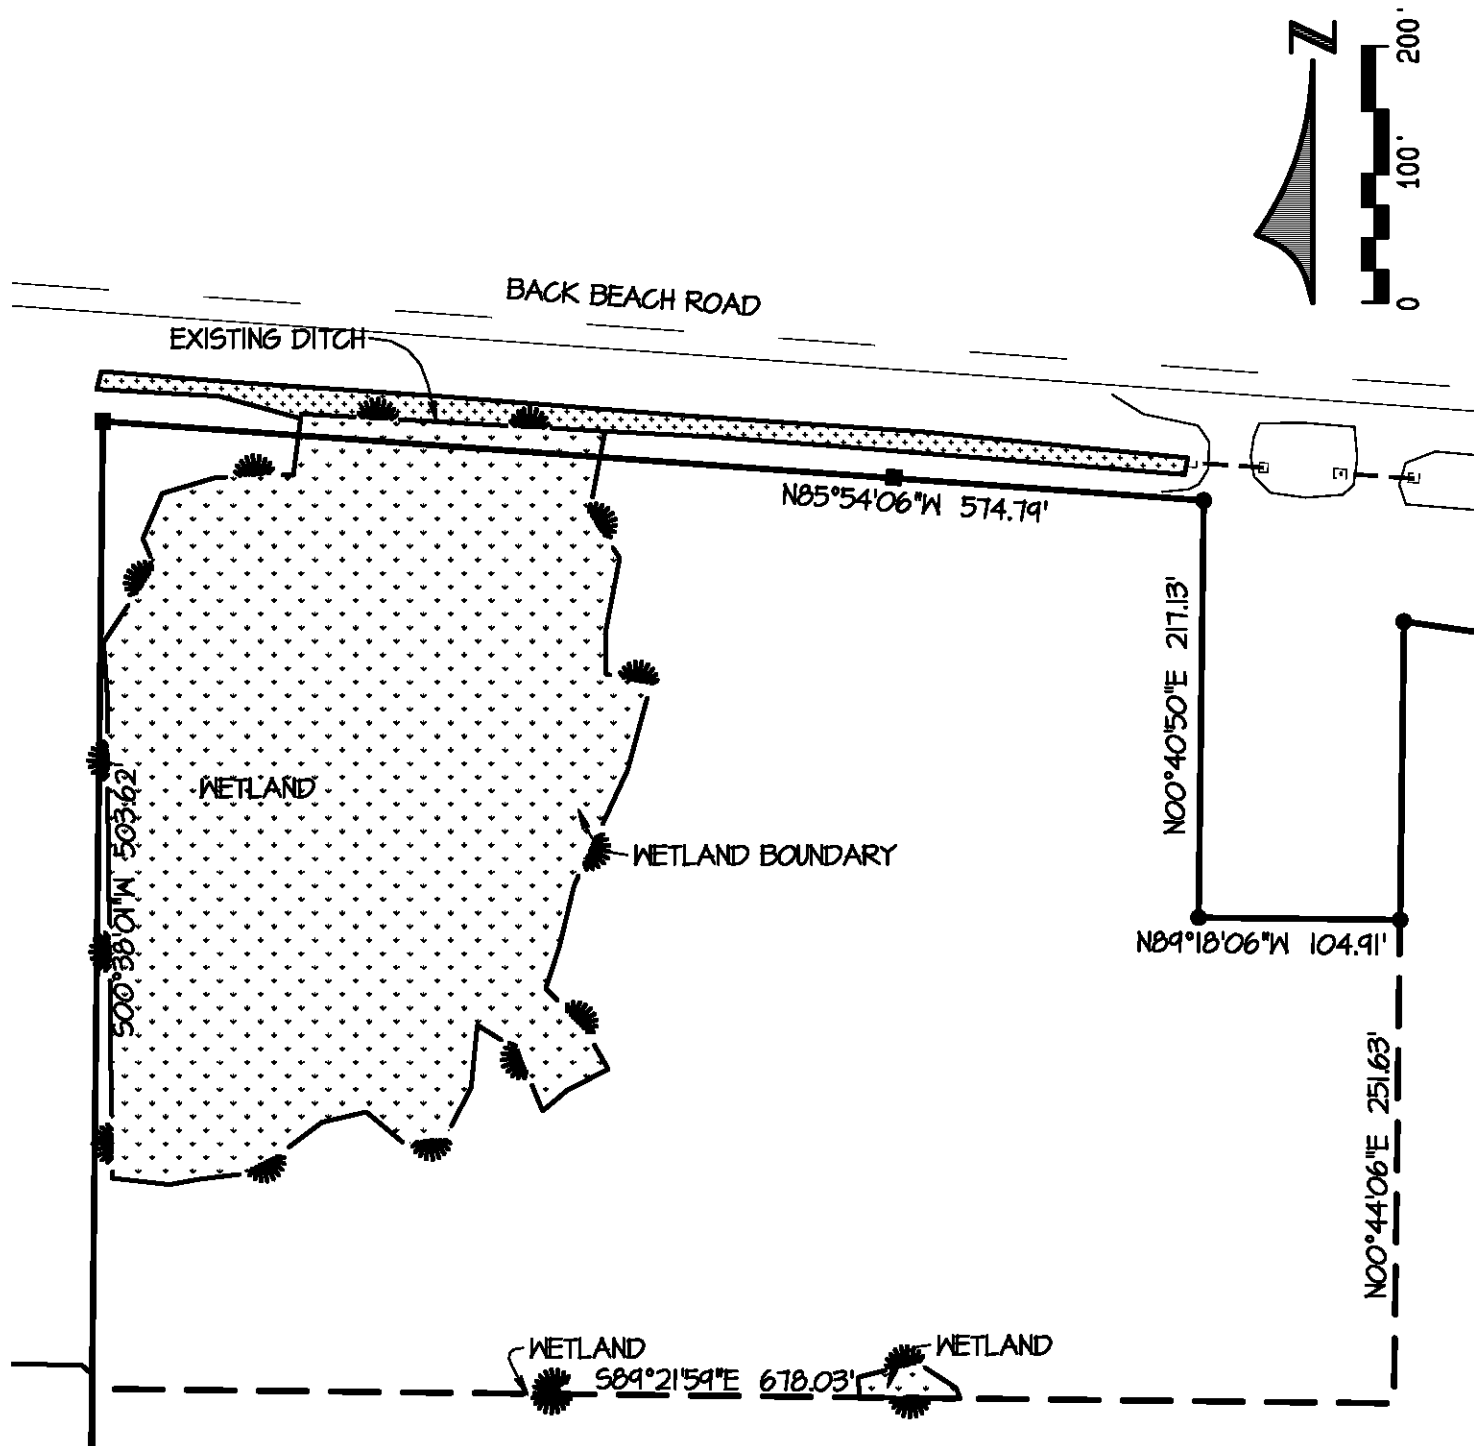 N
200'
100'
0
BACK BEACH ROAD
EXISTING DITCH
N85°54'06"W 574.79'
N00°40'50"E 217.13'
WETLAND
S00°38'01"W 503.62'
WETLAND BOUNDARY
N89°18'06"W 104.91'
N00°44'06"E 251.63'
WETLAND
WETLAND
S89°21'59"E 678.03'